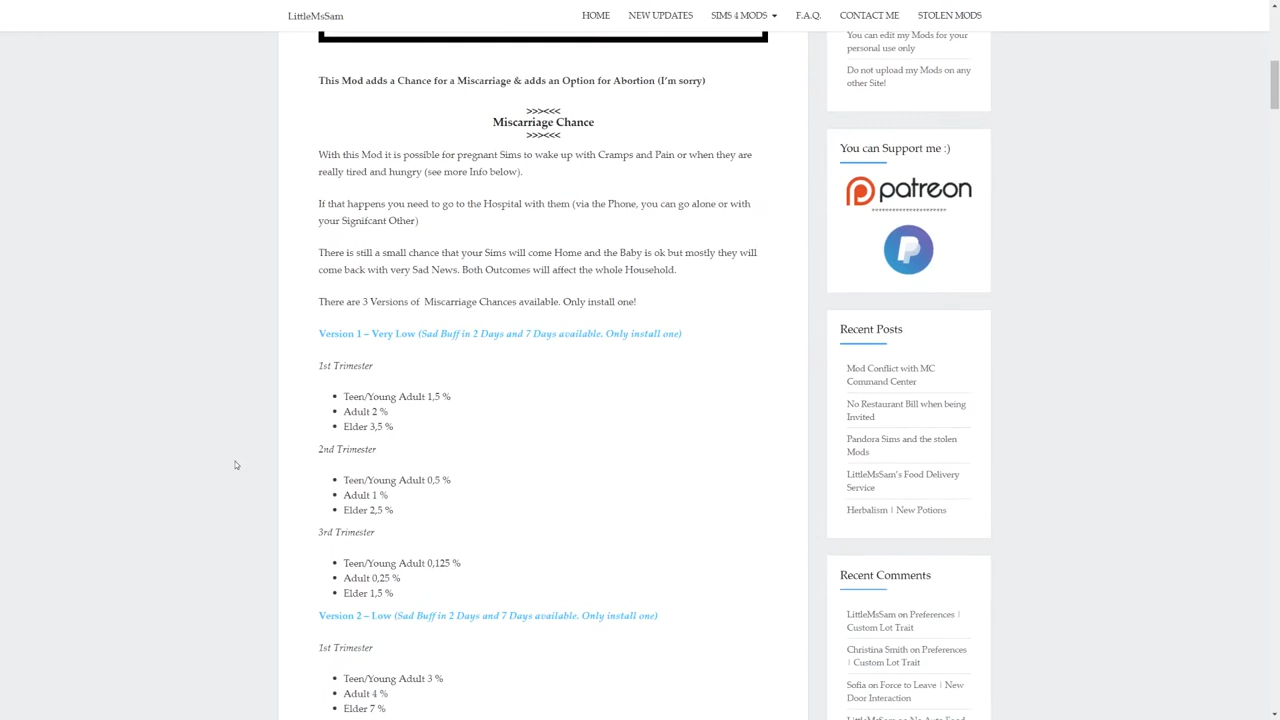 LittleMsSam
HOME NEW UPDATES SIMS 4 MODS F.A.Q. CONTACT ME STOLEN MODS
This Mod adds a Chance for a Miscarriage & adds an Option for Abortion (I'm sorry)
>>><<<
Miscarriage Chance
>>><<<
With this Mod it is possible for pregnant Sims to wake up with Cramps and Pain or when they are
really tired and hungry (see more Info below).
If that happens you need to go to the Hospital with them (via the Phone, you can go alone or with
your Signifcant Other)
There is still a small chance that your Sims will come Home and the Baby is ok but mostly they will
come back with very Sad News. Both Outcomes will affect the whole Household.
There are 3 Versions of Miscarriage Chances available. Only install one!
Version 1 – Very Low (Sad Buff in 2 Days and 7 Days available. Only install one)
1st Trimester
• Teen/Young Adult 1,5 %
• Adult 2 %
• Elder 3,5 %
2nd Trimester
• Teen/Young Adult 0,5 %
• Adult 1 %
• Elder 2,5 %
3rd Trimester
• Teen/Young Adult 0,125 %
• Adult 0,25 %
• Elder 1,5 %
Version 2 – Low (Sad Buff in 2 Days and 7 Days available. Only install one)
1st Trimester
• Teen/Young Adult 3 %
• Adult 4 %
• Elder 7 %
You can edit my Mods for your
personal use only
Do not upload my Mods on any
other Site!
You can Support me :)
patreon
Recent Posts
Mod Conflict with MC
Command Center
No Restaurant Bill when being
Invited
Pandora Sims and the stolen
Mods
LittleMsSam's Food Delivery
Service
Herbalism | New Potions
Recent Comments
LittleMsSam on Preferences |
Custom Lot Trait
Christina Smith on Preferences
| Custom Lot Trait
Sofia on Force to Leave | New
Door Interaction
LittleMsSam on No Auto Food